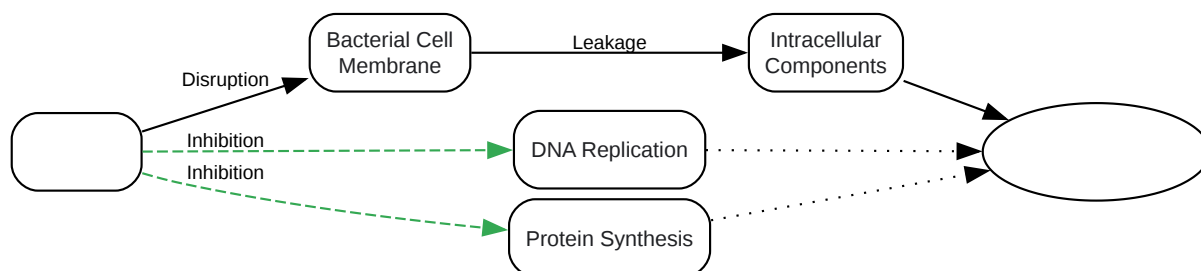 Bacterial Cell
Membrane
Leakage
Intracellular
Components
Disruption
Inhibition
DNA Replication
Inhibition
Protein Synthesis